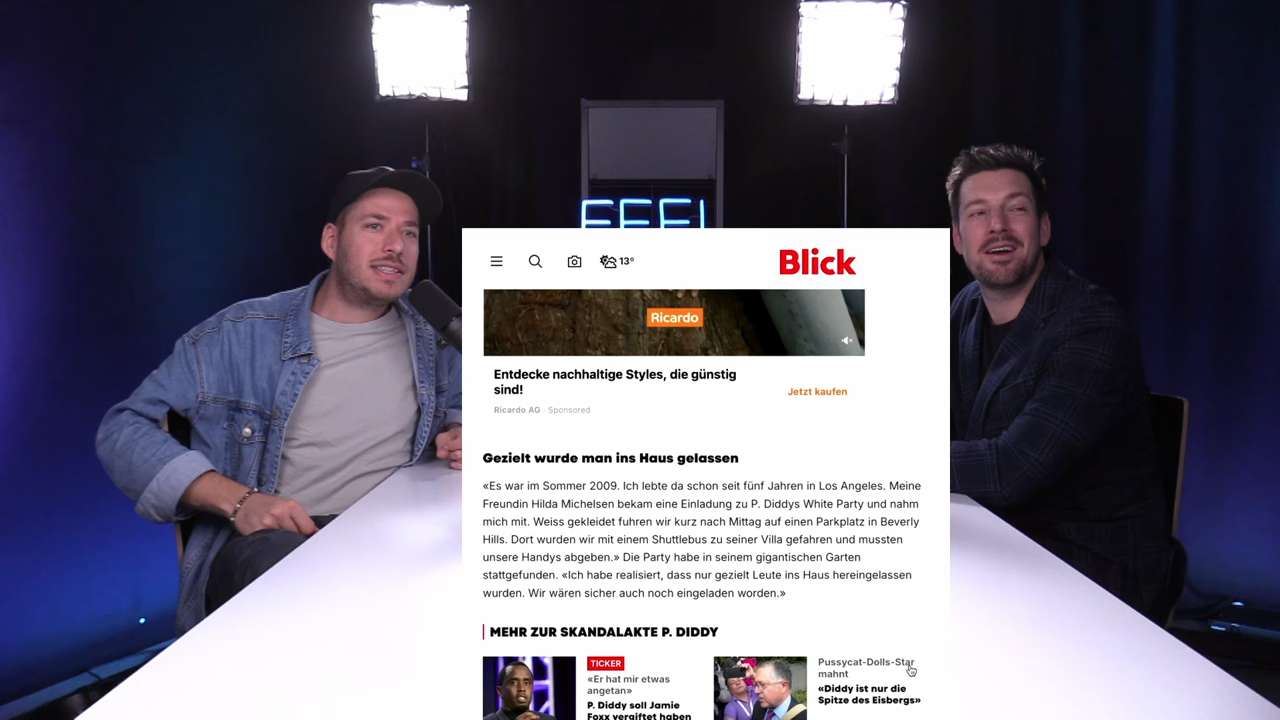 FEEL
13°
Blick
Ricardo
Entdecke nachhaltige Styles, die günstig
sind!
Jetzt kaufen
Ricardo AG · Sponsored
Gezielt wurde man ins Haus gelassen
«Es war im Sommer 2009. Ich lebte da schon seit fünf Jahren in Los Angeles. Meine
Freundin Hilda Michelsen bekam eine Einladung zu P. Diddys White Party und nahm
mich mit. Weiss gekleidet fuhren wir kurz nach Mittag auf einen Parkplatz in Beverly
Hills. Dort wurden wir mit einem Shuttlebus zu seiner Villa gefahren und mussten
unsere Handys abgeben.» Die Party habe in seinem gigantischen Garten
stattgefunden. «Ich habe realisiert, dass nur gezielt Leute ins Haus hereingelassen
wurden. Wir wären sicher auch noch eingeladen worden.»
MEHR ZUR SKANDALAKTE P. DIDDY
TICKER
«Er hat mir etwas
angetan»
P. Diddy soll Jamie
Foxx vergiftet haben
Pussycat-Dolls-Star
mahnt
«Diddy ist nur die
Spitze des Eisbergs»